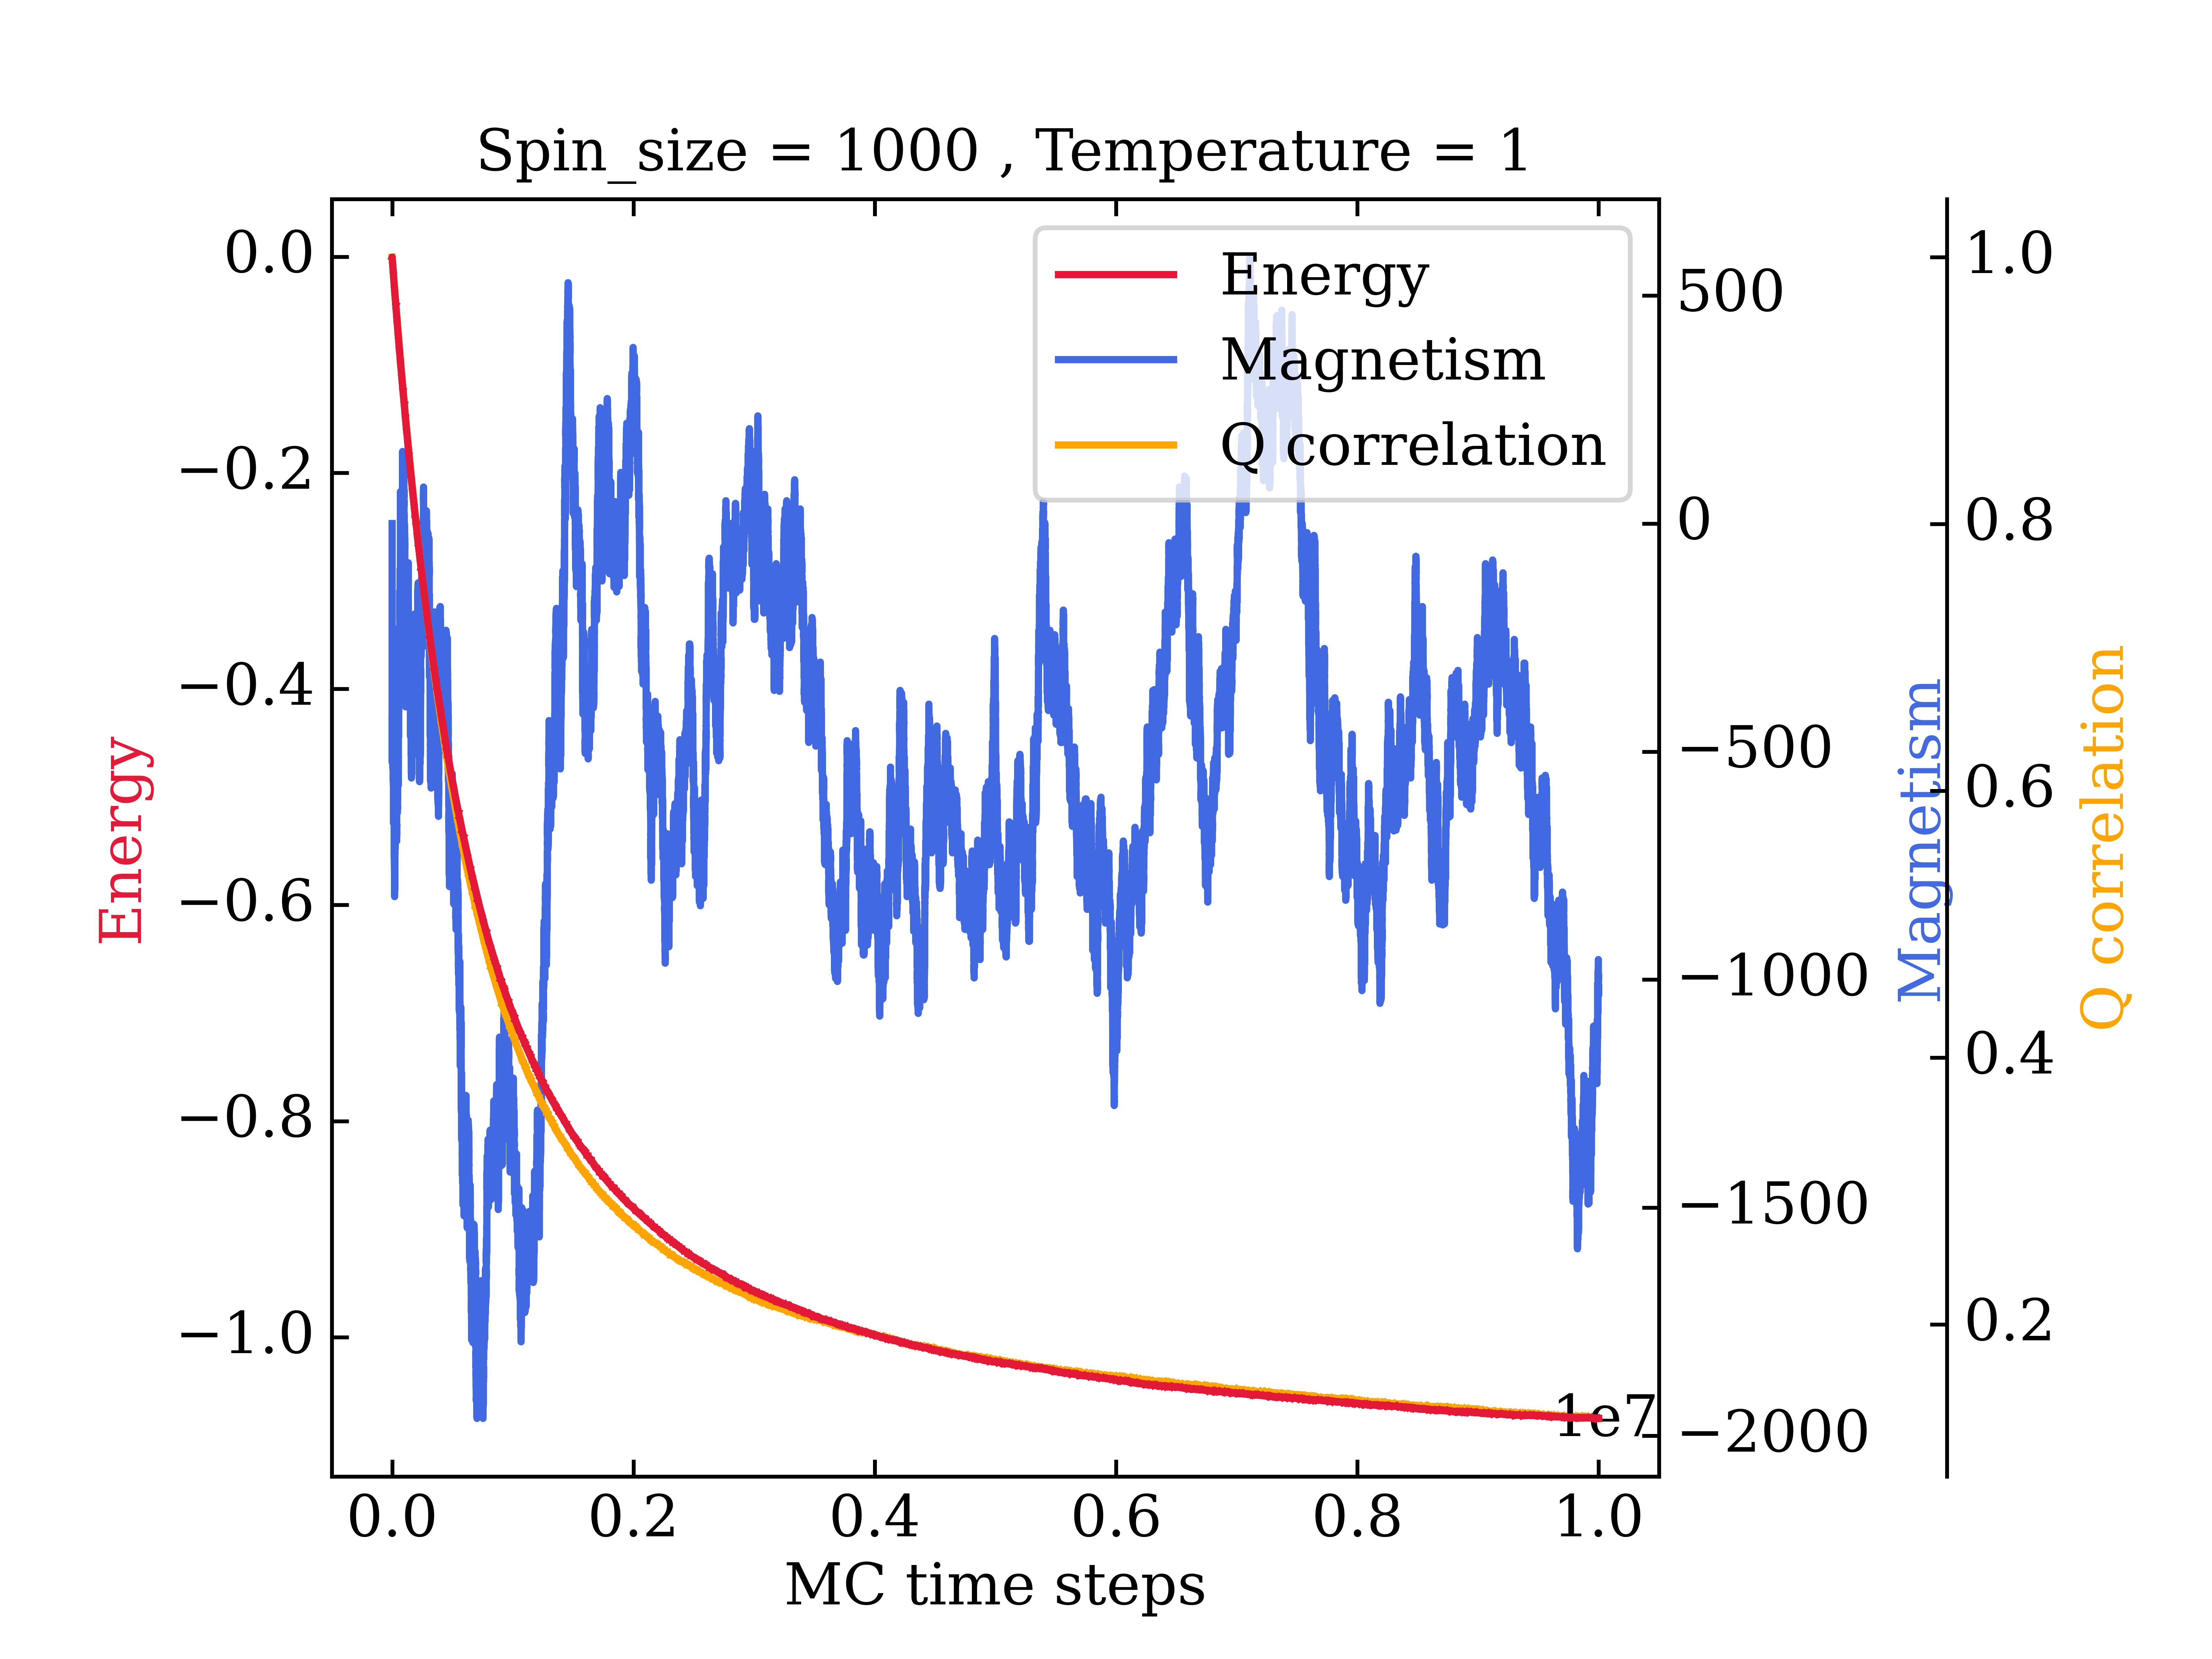 Spin_size = 1000 , Temperature = 1
Energy
Magnetism
Q correlation
0.0
−0.2
−0.4
−0.6
−0.8
−1.0
Energy
500
0
−500
−1000
−1500
−2000
Magnetism
1.0
0.8
0.6
0.4
0.2
Q correlation
1e7
0.0 0.2 0.4 0.6 0.8 1.0
MC time steps